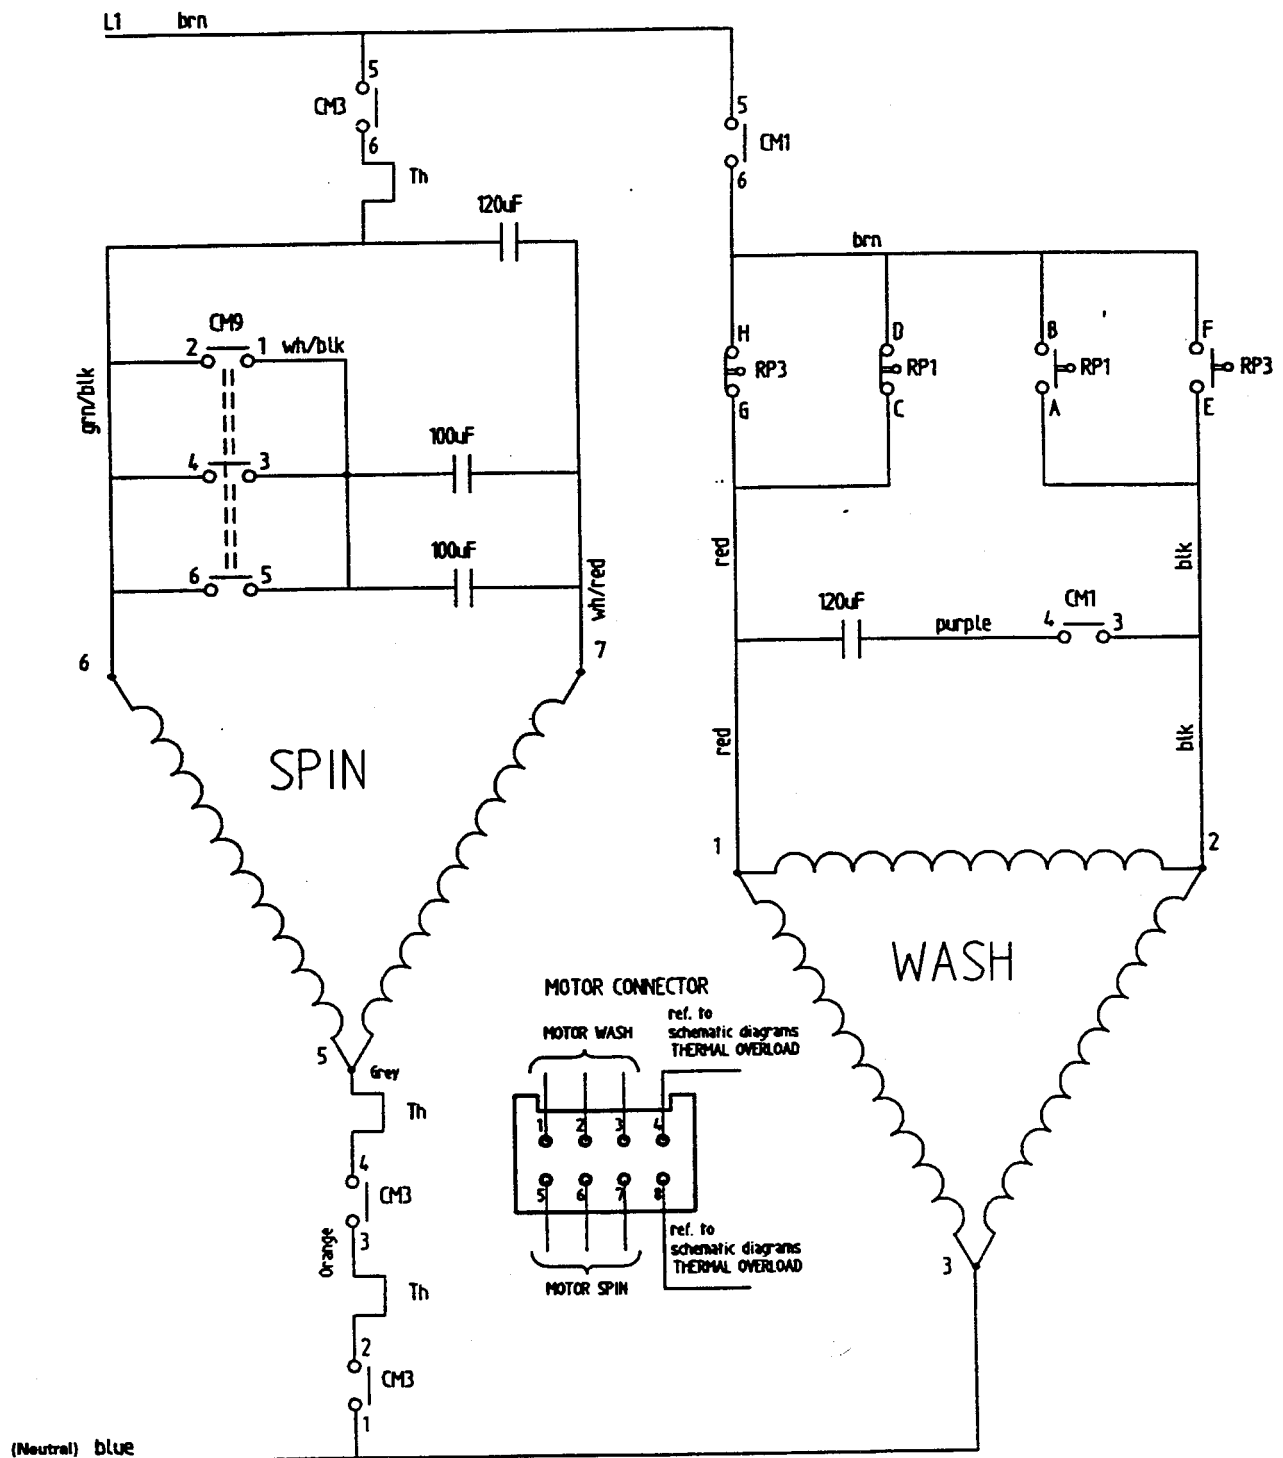 L1 brn
5
CM3
6
Th
5
CM1
6
120uF
brn
CM9
2 1 wh/blk
H D B F
RP3 RP1 RP1 RP3
G C A E
grn/blk
4 3
100uF
6 5
100uF
wh/red
red
blk
120uF
purple
CM1
4 3
6 7
SPIN
red
blk
1 2
WASH
5 Grey
Th
4
CM3
Orange
3
Th
2
CM3
1
MOTOR CONNECTOR
MOTOR WASH
ref. to
schematic diagrams
THERMAL OVERLOAD
1 2 3 4
5 6 7 8
ref. to
schematic diagrams
THERMAL OVERLOAD
MOTOR SPIN
3
(Neutral) blue